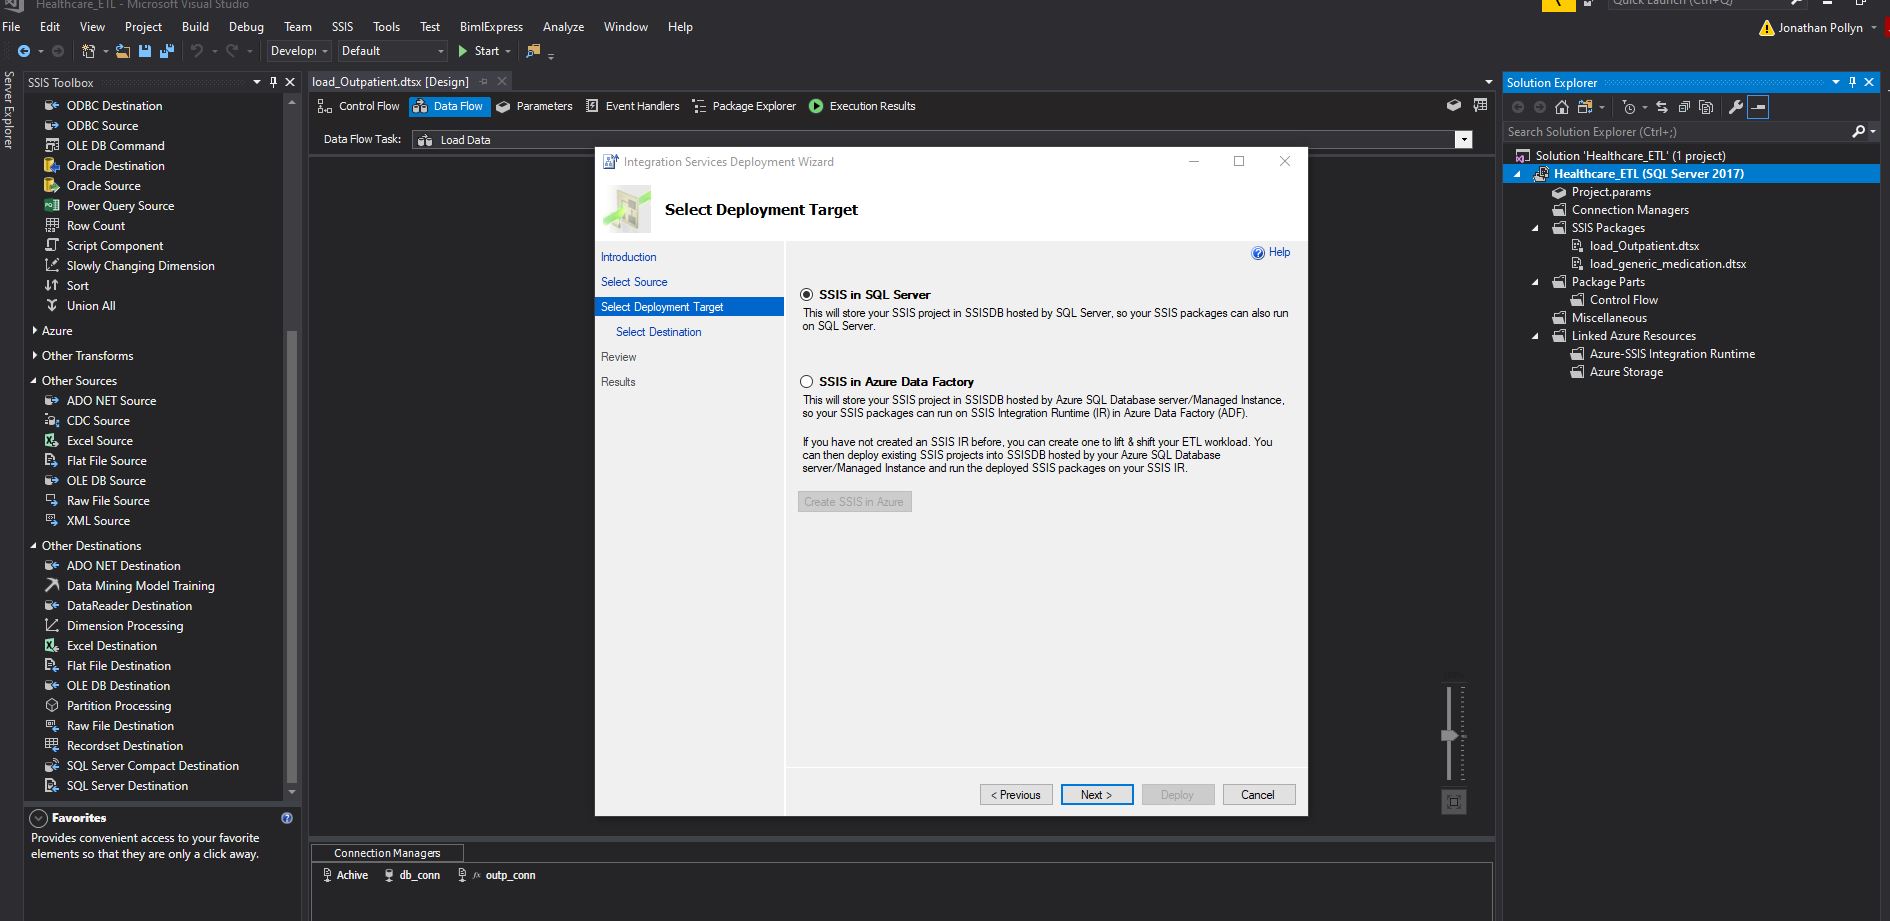 Healthcare_ETL - Microsoft Visual Studio
Quick Launch (Ctrl+Q)
File Edit View Project Build Debug Team SSIS Tools Test BimlExpress Analyze Window Help
Jonathan Pollyn
Develop Default Start
Server Explorer
SSIS Toolbox
ODBC Destination
ODBC Source
OLE DB Command
Oracle Destination
Oracle Source
Power Query Source
Row Count
Script Component
Slowly Changing Dimension
Sort
Union All
Azure
Other Transforms
Other Sources
ADO NET Source
CDC Source
Excel Source
Flat File Source
OLE DB Source
Raw File Source
XML Source
Other Destinations
ADO NET Destination
Data Mining Model Training
DataReader Destination
Dimension Processing
Excel Destination
Flat File Destination
OLE DB Destination
Partition Processing
Raw File Destination
Recordset Destination
SQL Server Compact Destination
SQL Server Destination
Favorites
Provides convenient access to your favorite
elements so that they are only a click away.
load_Outpatient.dtsx [Design]
Control Flow Data Flow Parameters Event Handlers Package Explorer Execution Results
Data Flow Task: Load Data
Integration Services Deployment Wizard
Select Deployment Target
Introduction
Select Source
Select Deployment Target
Select Destination
Review
Results
Help
SSIS in SQL Server
This will store your SSIS project in SSISDB hosted by SQL Server, so your SSIS packages can also run
on SQL Server.
SSIS in Azure Data Factory
This will store your SSIS project in SSISDB hosted by Azure SQL Database server/Managed Instance,
so your SSIS packages can run on SSIS Integration Runtime (IR) in Azure Data Factory (ADF).
If you have not created an SSIS IR before, you can create one to lift & shift your ETL workload. You
can then deploy existing SSIS projects into SSISDB hosted by your Azure SQL Database
server/Managed Instance and run the deployed SSIS packages on your SSIS IR.
Create SSIS in Azure
< Previous Next > Deploy Cancel
Connection Managers
Achive db_conn fx outp_conn
Solution Explorer
Search Solution Explorer (Ctrl+;)
Solution 'Healthcare_ETL' (1 project)
Healthcare_ETL (SQL Server 2017)
Project.params
Connection Managers
SSIS Packages
load_Outpatient.dtsx
load_generic_medication.dtsx
Package Parts
Control Flow
Miscellaneous
Linked Azure Resources
Azure-SSIS Integration Runtime
Azure Storage